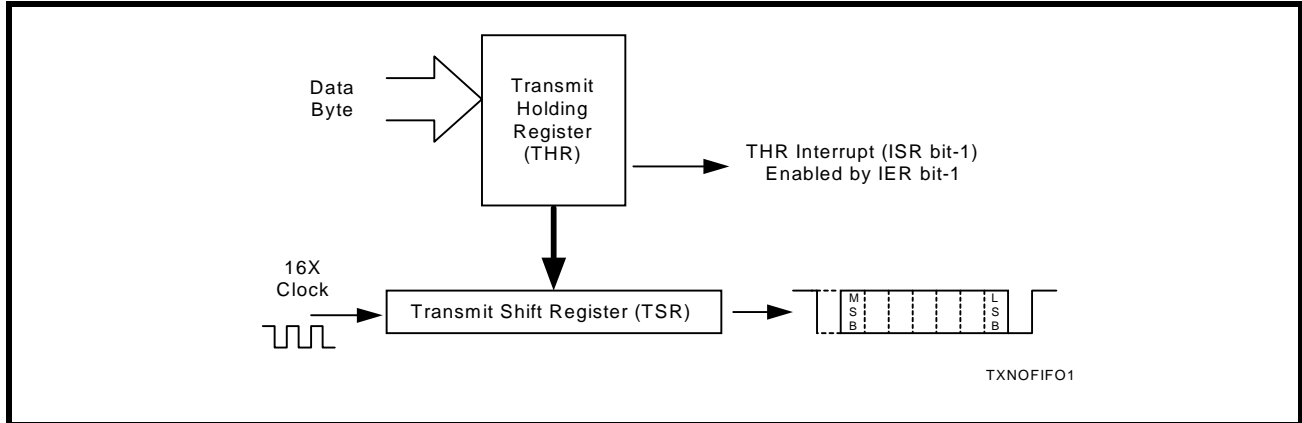 Data
Byte
Transmit
Holding
Register
(THR)
THR Interrupt (ISR bit-1)
Enabled by IER bit-1
16X
Clock
Transmit Shift Register (TSR)
M
S
B
L
S
B
TXNOFIFO1